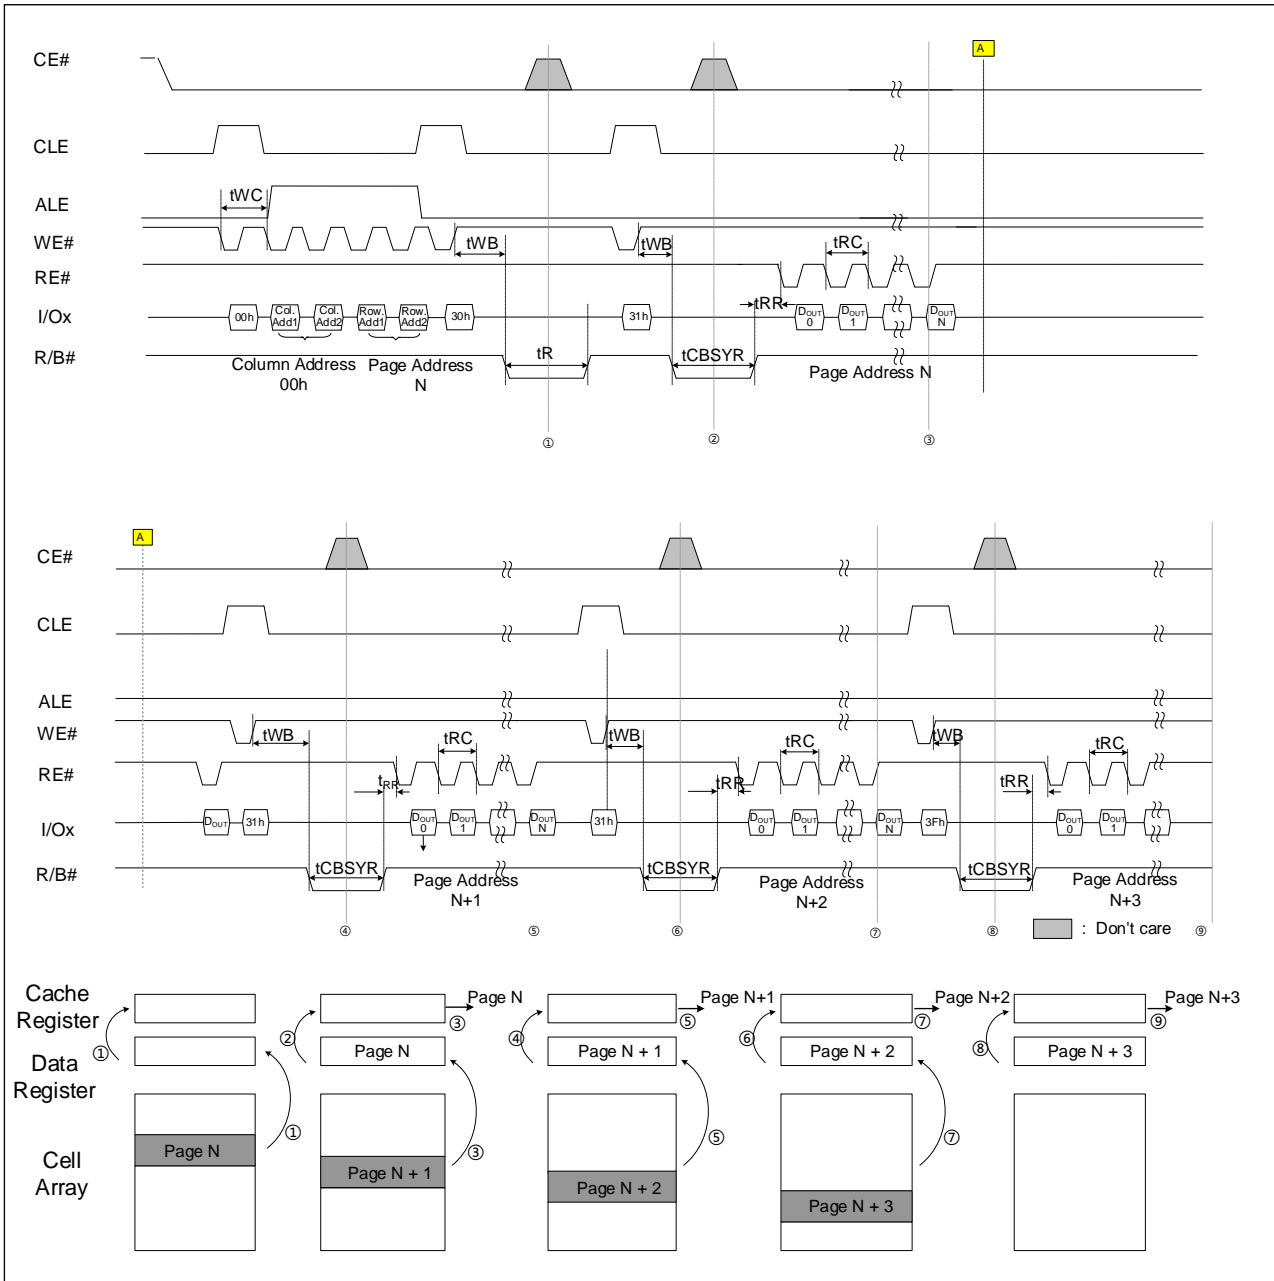 A
CE#
CLE
ALE
tWC
WE#
tWB
tWB
RE#
tRC
tRR
I/Ox
00h
Col. Add1
Col. Add2
Row. Add1
Row. Add2
30h
31h
DOUT 0
DOUT 1
DOUT N
R/B#
Column Address
00h
Page Address
N
tR
tCBSYR
Page Address N
①
②
③
A
CE#
CLE
ALE
WE#
tWB
tWB
tWB
RE#
tRR
tRC
tRR
tRC
tRR
tRC
I/Ox
DOUT
31h
DOUT 0
DOUT 1
DOUT N
31h
DOUT 0
DOUT 1
DOUT N
3Fh
DOUT 0
DOUT 1
R/B#
tCBSYR
Page Address
N+1
tCBSYR
Page Address
N+2
tCBSYR
Page Address
N+3
④
⑤
⑥
⑦
⑧
: Don't care
⑨
Cache
Register
Data
Register
Cell
Array
①
①
Page N
②
③
Page N
Page N
③
Page N + 1
④
⑤
Page N+1
Page N + 1
⑤
Page N + 2
⑥
⑦
Page N+2
Page N + 2
⑦
Page N + 3
⑧
⑨
Page N+3
Page N + 3